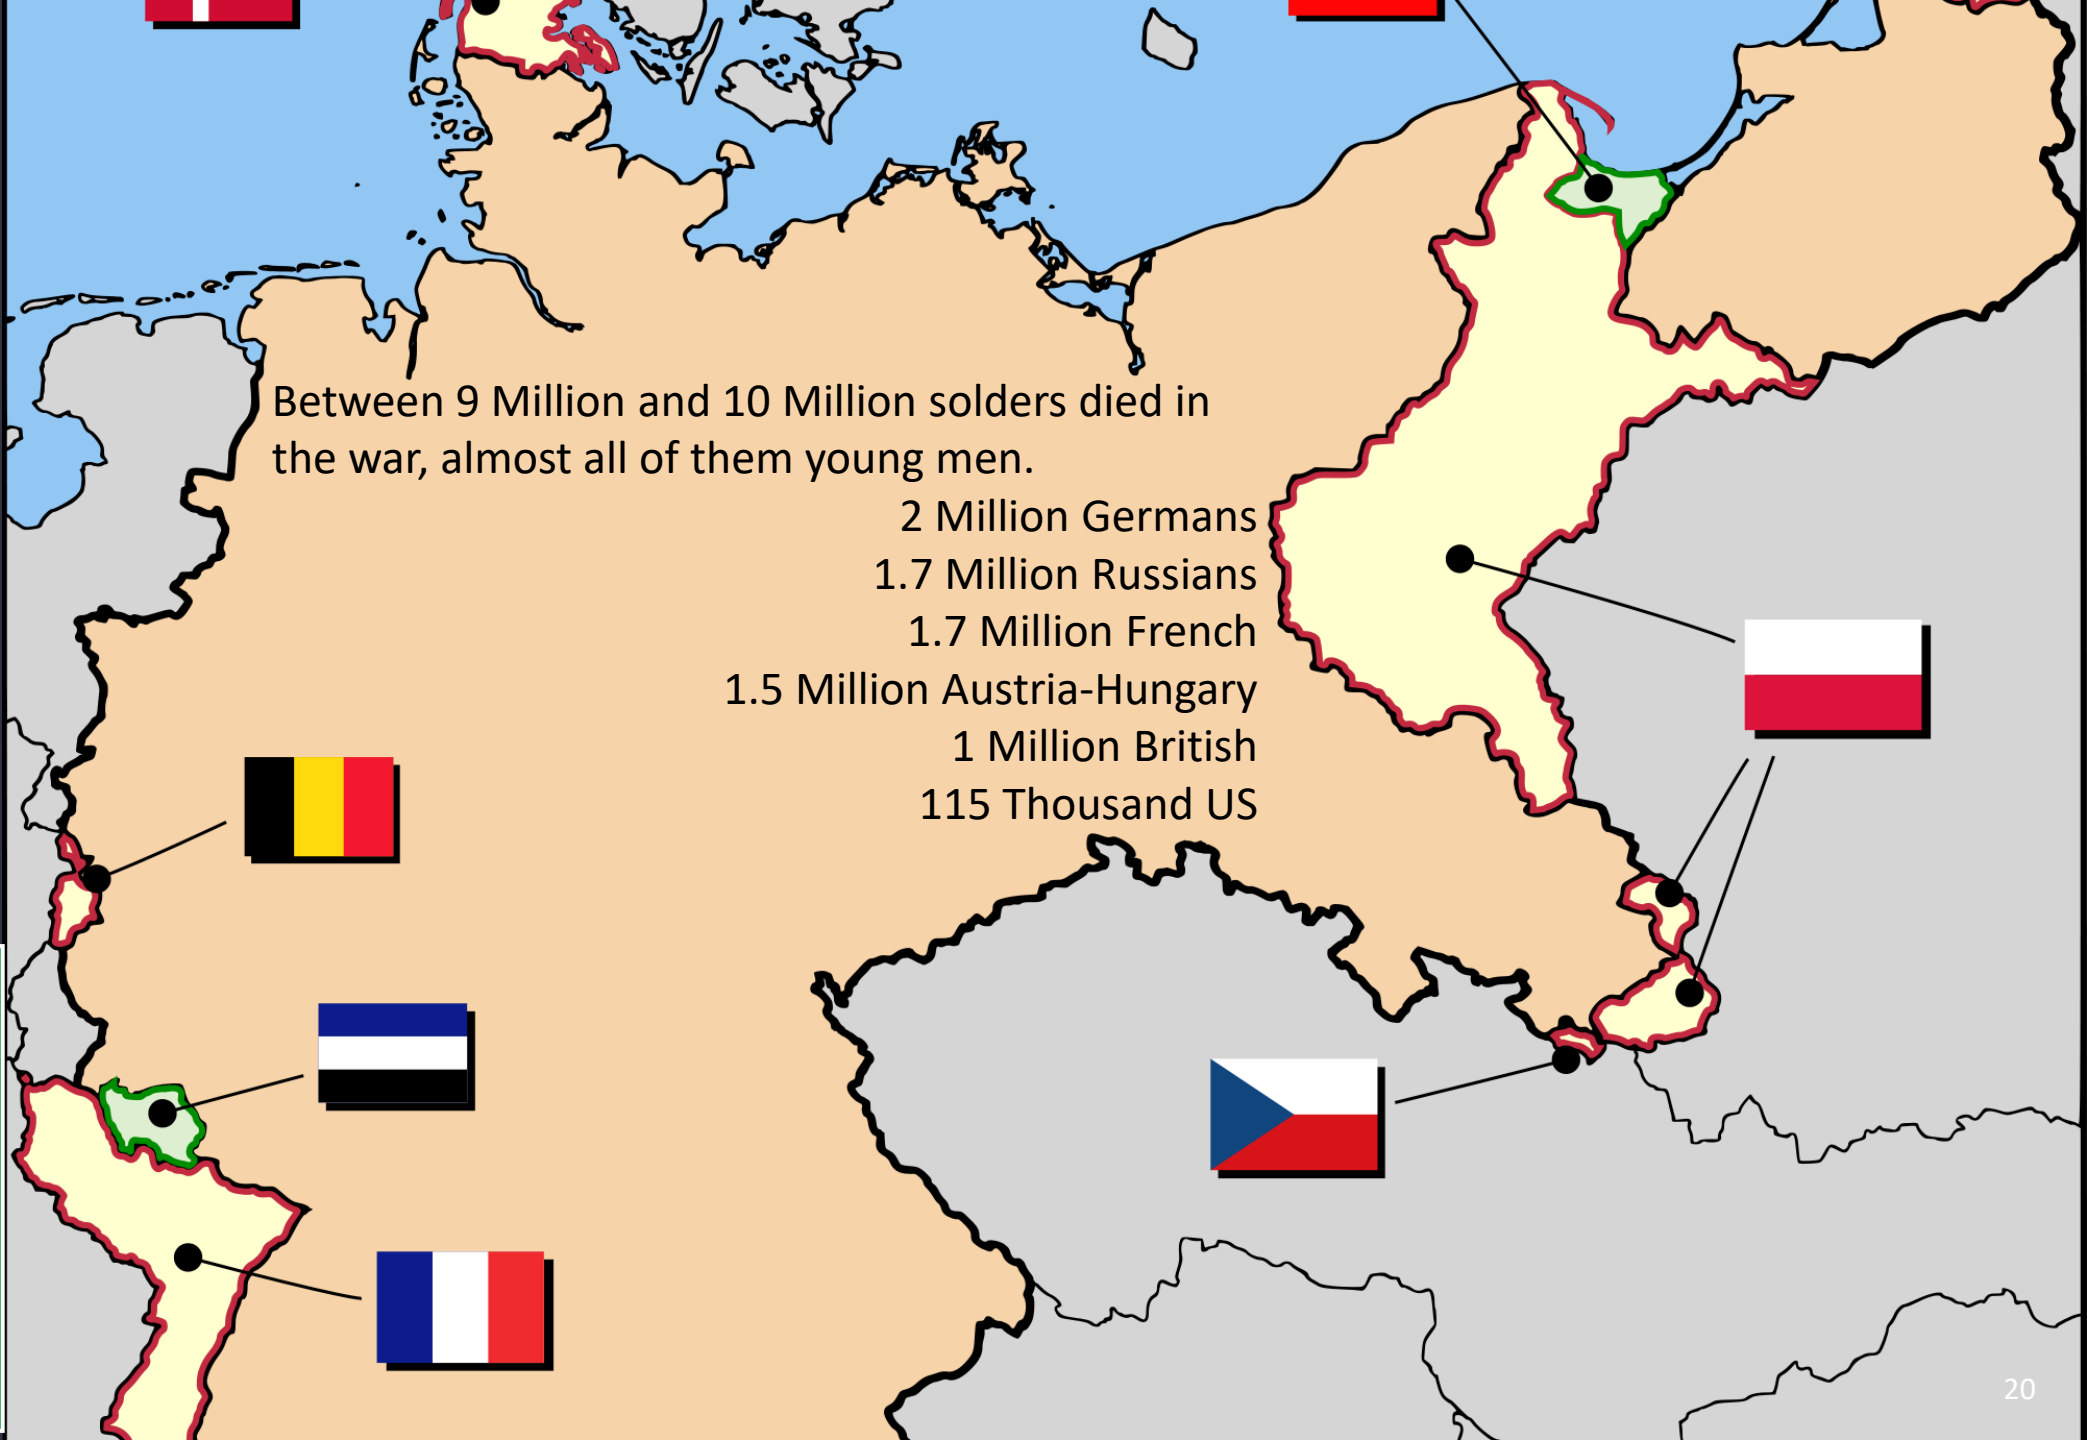 Between 9 Million and 10 Million solders died in
the war, almost all of them young men.
2 Million Germans
1.7 Million Russians
1.7 Million French
1.5 Million Austria-Hungary
1 Million British
115 Thousand US
20